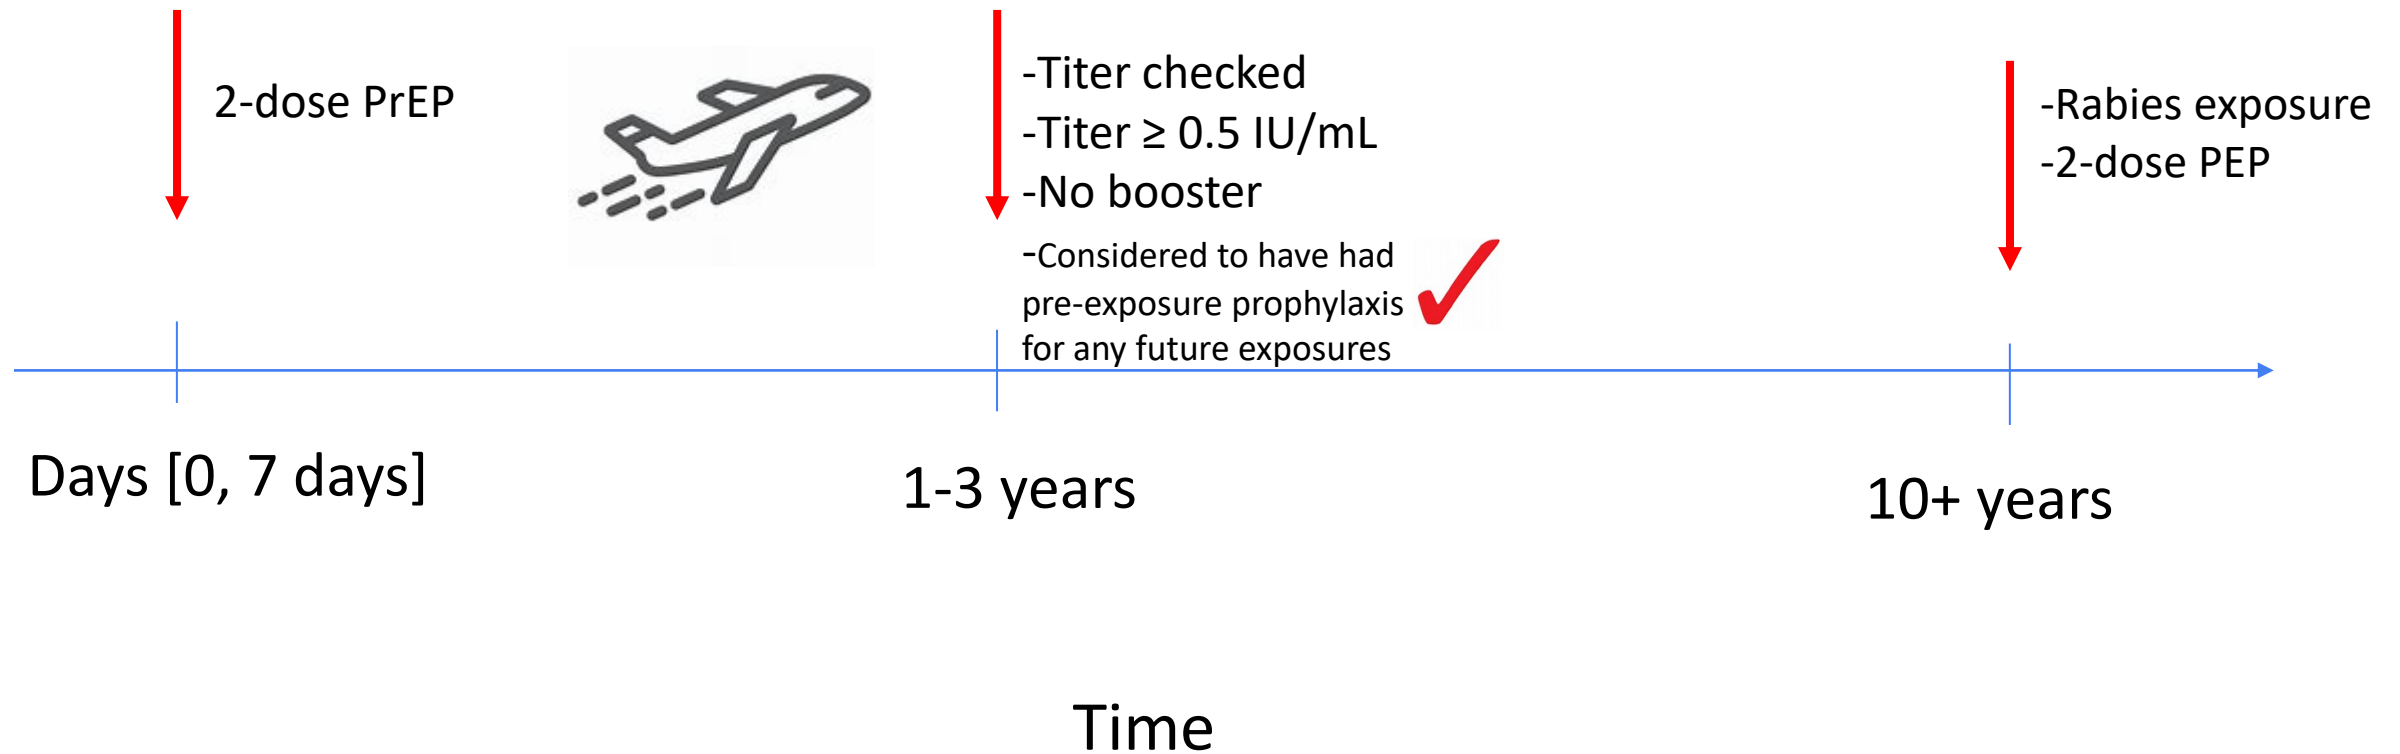 2-dose PrEP
-Titer checked
-Titer ≥ 0.5 IU/mL
-No booster
-Considered to have had
pre-exposure prophylaxis
for any future exposures
-Rabies exposure
-2-dose PEP
Days [0, 7 days]
1-3 years
10+ years
Time